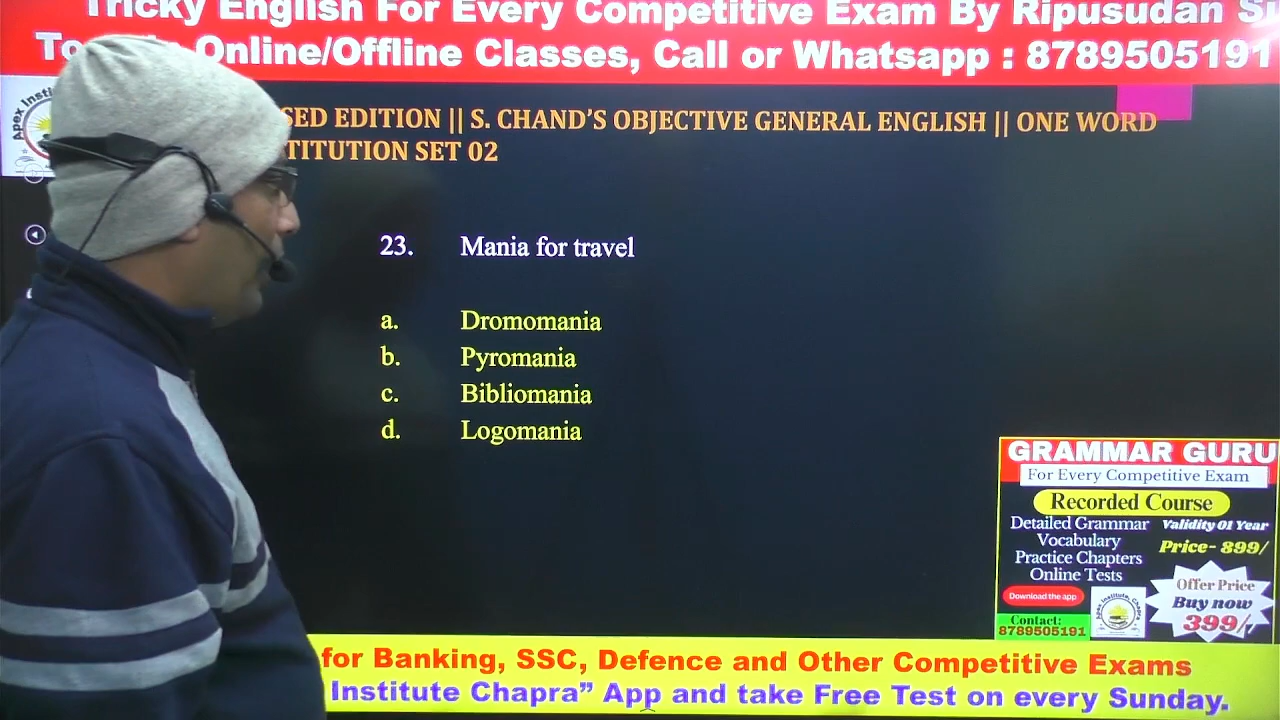 Tricky English For Every Competitive Exam By Ripusudan
Online/Offline Classes, Call or Whatsapp : 8789505191
EDITION || S. CHAND'S OBJECTIVE GENERAL ENGLISH || ONE WORD
SET 02
23. Mania for travel
a. Dromomania
b. Pyromania
c. Bibliomania
d. Logomania
GRAMMAR GURU
For Every Competitive Exam
Recorded Course
Detailed Grammar
Vocabulary
Practice Chapters
Online Tests
Validity 01 Year
Price- 899/
Download the app
Offer Price
Buy now
399/
Contact:
8789505191
for Banking, SSC, Defence and Other Competitive Exams
Institute Chapra” App and take Free Test on every Sunday.